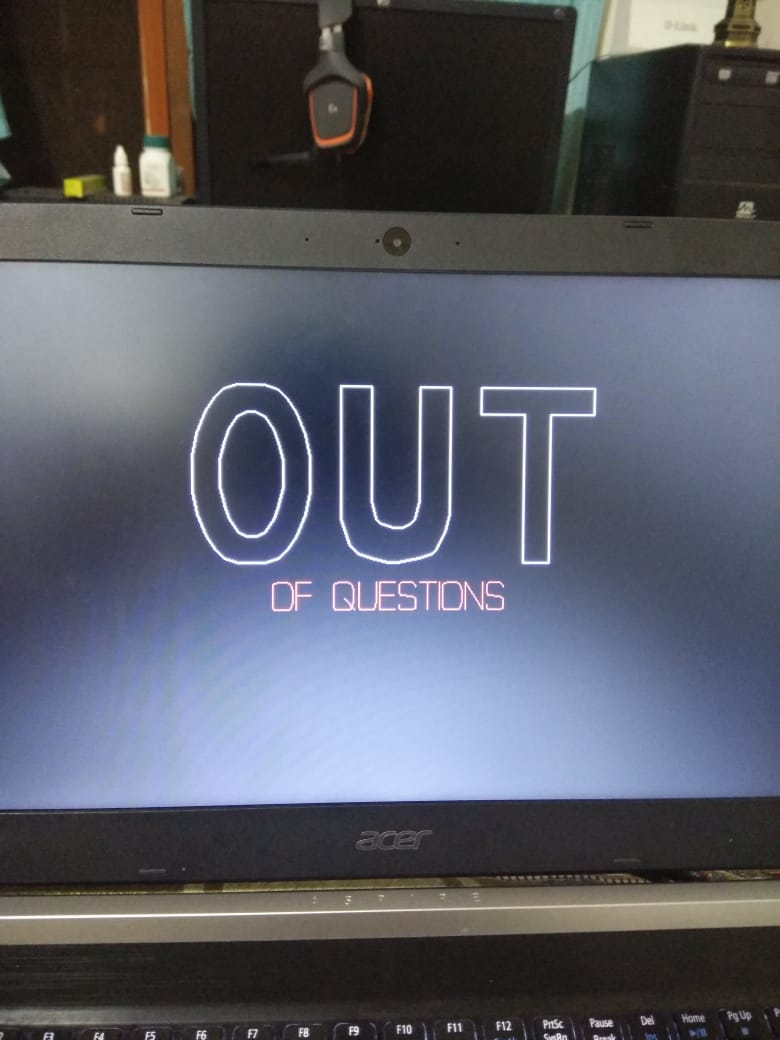 D-Link
G
OUT
OF QUESTIONS
acer
ASPIRE
F3 F4 F5 F6 F7 F8 F9 F10 F11 F12 PrtSc Pause Del Home Pg Up
SysRq Break Ins